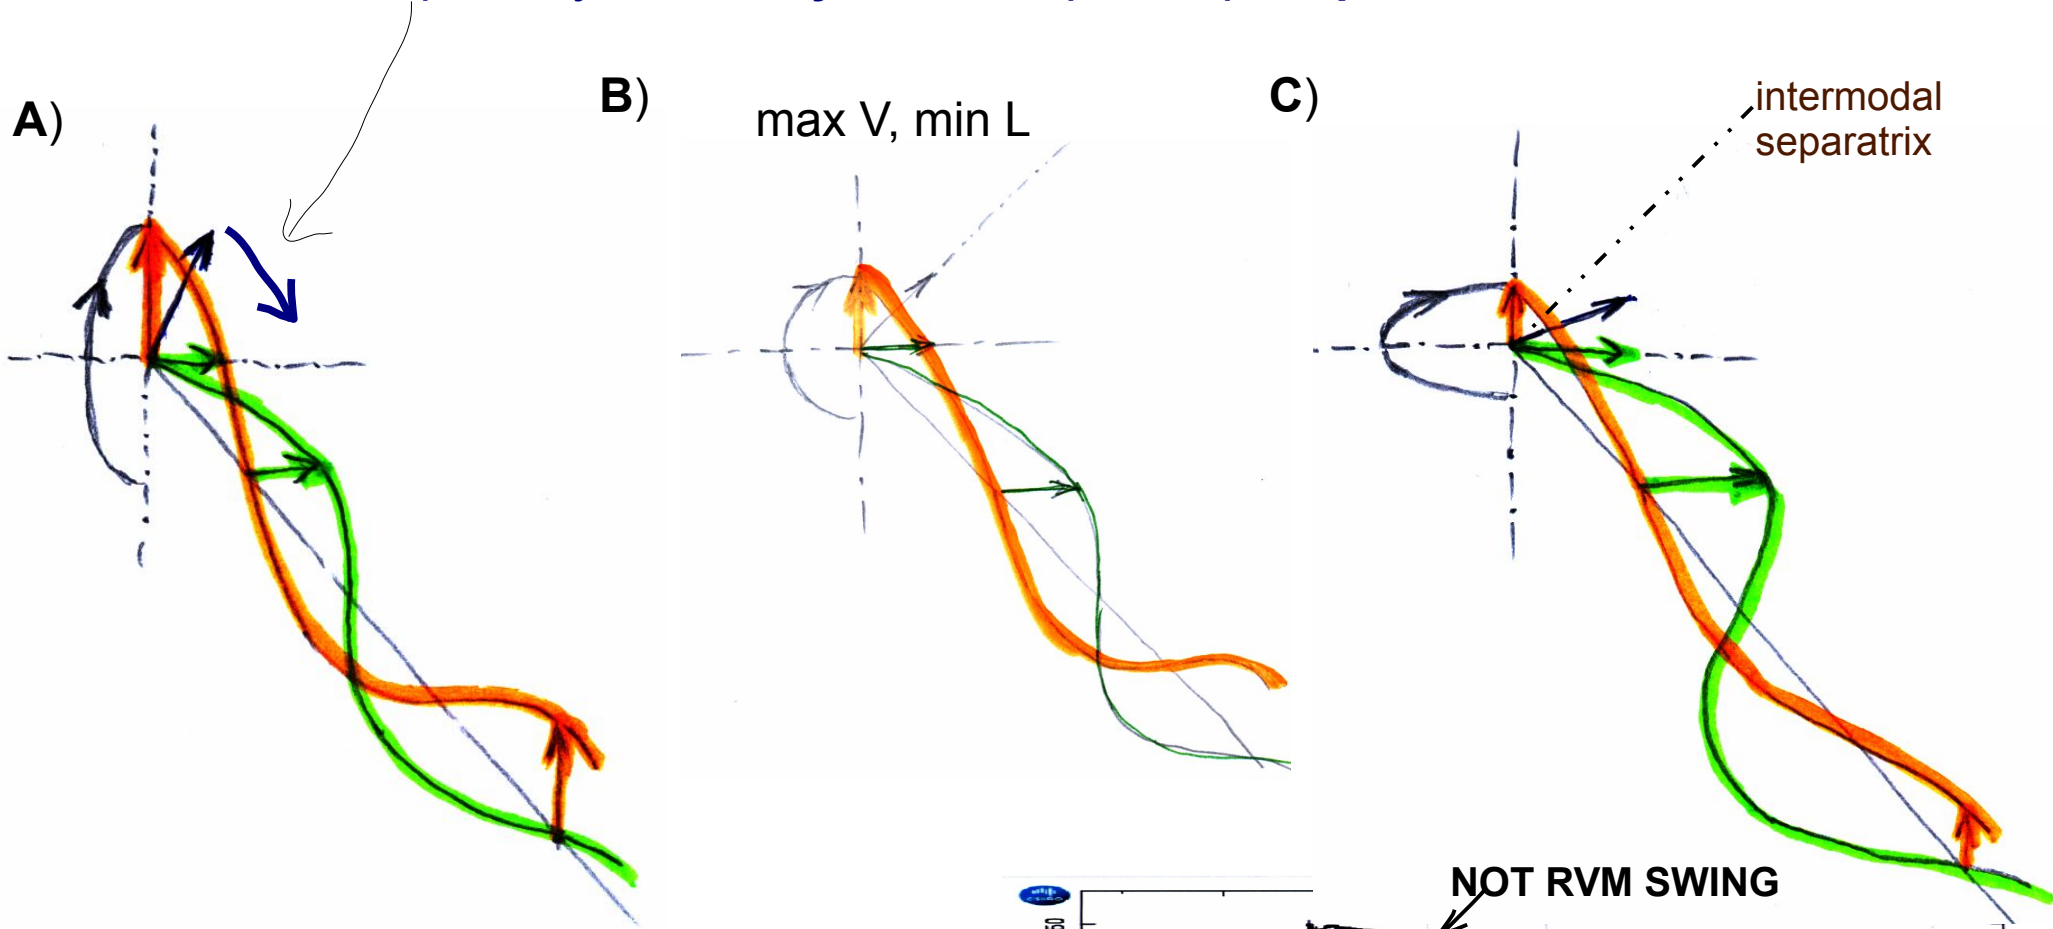 A)
B)
max V, min L
C)
intermodal
separatrix
NOT RVM SWING